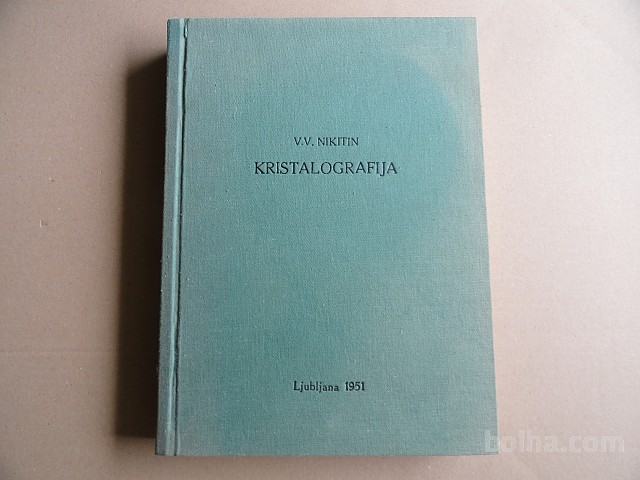 V.V. NIKITIN
KRISTALOGRAFIJA
Ljubljana 1951
bolha.com